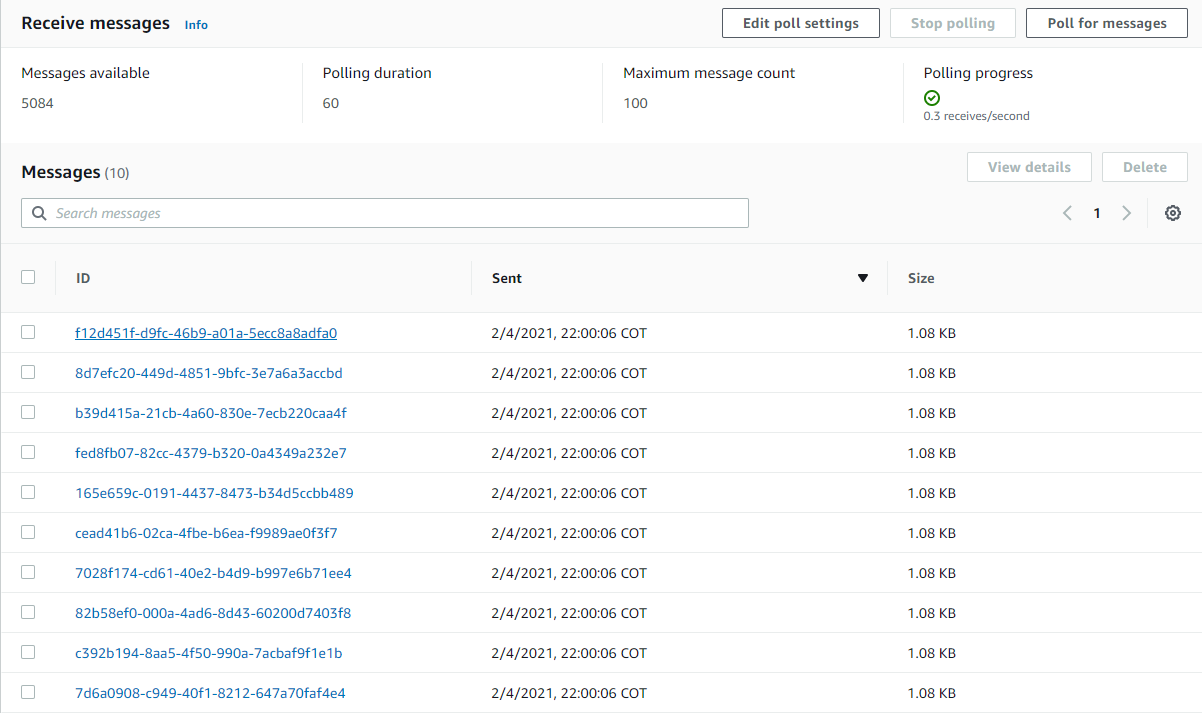 Receive messages Info Edit poll settings Stop polling Poll for messages
Messages available Polling duration Maximum message count Polling progress
5084 60 100
0.3 receives/second
Messages (10) View details Delete
Search messages 1
ID Sent Size
f12d451f-d9fc-46b9-a01a-5ecc8a8adfa0 2/4/2021, 22:00:06 COT 1.08 KB
8d7efc20-449d-4851-9bfc-3e7a6a3accbd 2/4/2021, 22:00:06 COT 1.08 KB
b39d415a-21cb-4a60-830e-7ecb220caa4f 2/4/2021, 22:00:06 COT 1.08 KB
fed8fb07-82cc-4379-b320-0a4349a232e7 2/4/2021, 22:00:06 COT 1.08 KB
165e659c-0191-4437-8473-b34d5ccbb489 2/4/2021, 22:00:06 COT 1.08 KB
cead41b6-02ca-4fbe-b6ea-f9989ae0f3f7 2/4/2021, 22:00:06 COT 1.08 KB
7028f174-cd61-40e2-b4d9-b997e6b71ee4 2/4/2021, 22:00:06 COT 1.08 KB
82b58ef0-000a-4ad6-8d43-60200d7403f8 2/4/2021, 22:00:06 COT 1.08 KB
c392b194-8aa5-4f50-990a-7acbaf9f1e1b 2/4/2021, 22:00:06 COT 1.08 KB
7d6a0908-c949-40f1-8212-647a70faf4e4 2/4/2021, 22:00:06 COT 1.08 KB